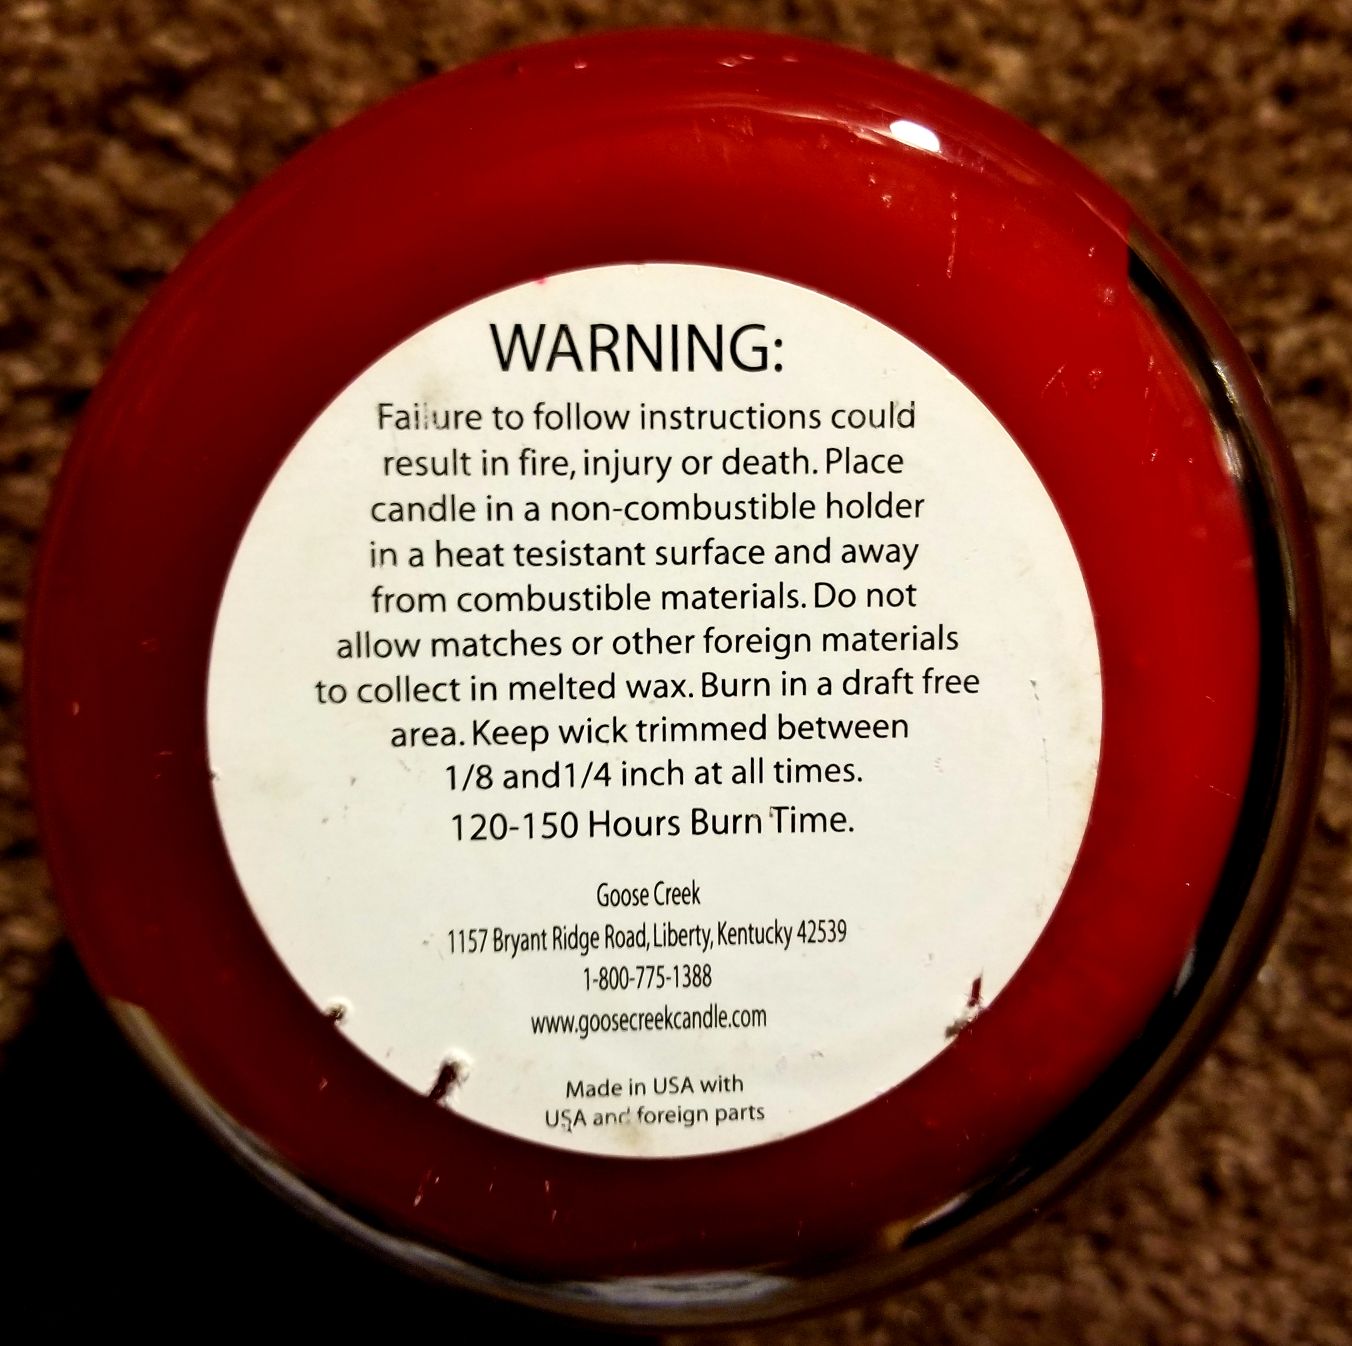 WARNING:
Failure to follow instructions could
result in fire, injury or death. Place
candle in a non-combustible holder
in a heat tesistant surface and away
from combustible materials. Do not
allow matches or other foreign materials
to collect in melted wax. Burn in a draft free
area. Keep wick trimmed between
1/8 and1/4 inch at all times.
120-150 Hours Burn Time.
Goose Creek
1157 Bryant Ridge Road, Liberty, Kentucky 42539
1-800-775-1388
www.goosecreekcandle.com
Made in USA with
USA and foreign parts